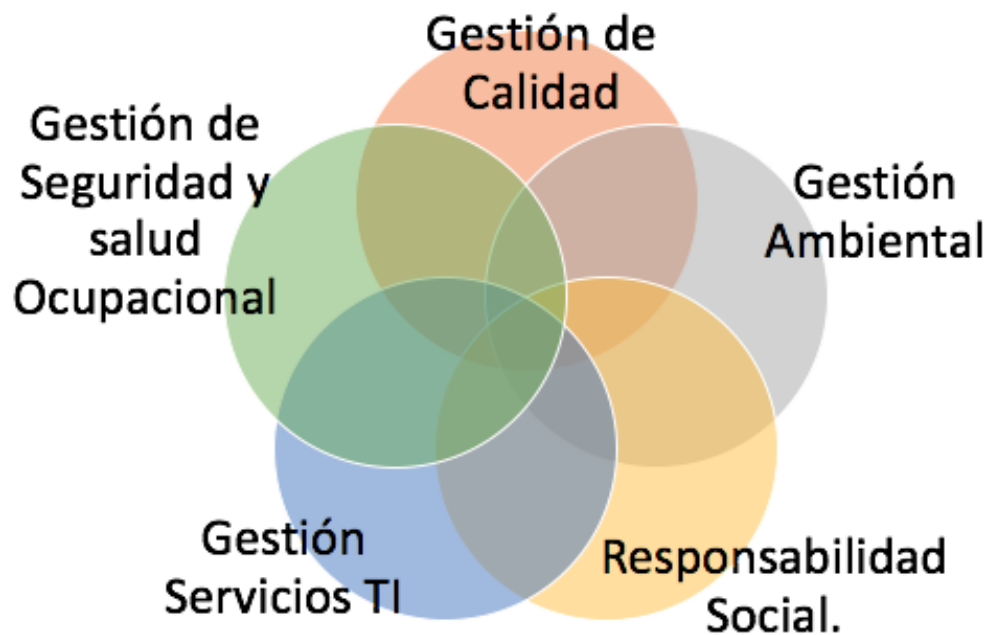 Gestión de
Calidad
Gestión de
Seguridad y
salud
Ocupacional
Gestión
Ambiental
Gestión
Servicios TI
Responsabilidad
Social.